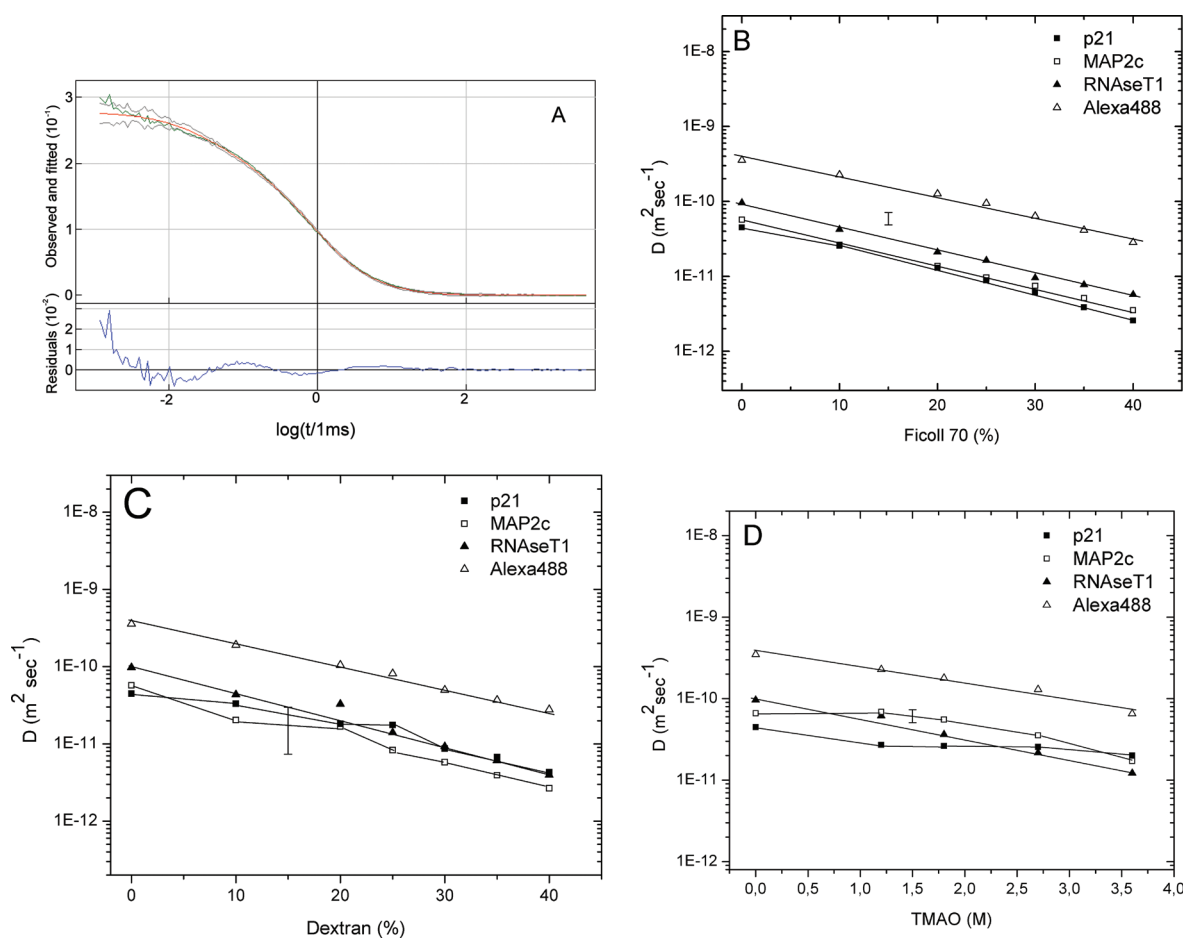 A
Observed and fitted (10⁻¹)
3
2
1
0
Residuals (10⁻²)
2
1
0
-2
0
2
log(t/1ms)
B
p21
MAP2c
RNAseT1
Alexa488
D (m²sec⁻¹)
1E-8
1E-9
1E-10
1E-11
1E-12
0
10
20
30
40
Ficoll 70 (%)
C
p21
MAP2c
RNAseT1
Alexa488
D (m² sec⁻¹)
1E-8
1E-9
1E-10
1E-11
1E-12
0
10
20
30
40
Dextran (%)
D
p21
MAP2c
RNAseT1
Alexa488
D (m²sec⁻¹)
1E-8
1E-9
1E-10
1E-11
1E-12
0,0
0,5
1,0
1,5
2,0
2,5
3,0
3,5
4,0
TMAO (M)